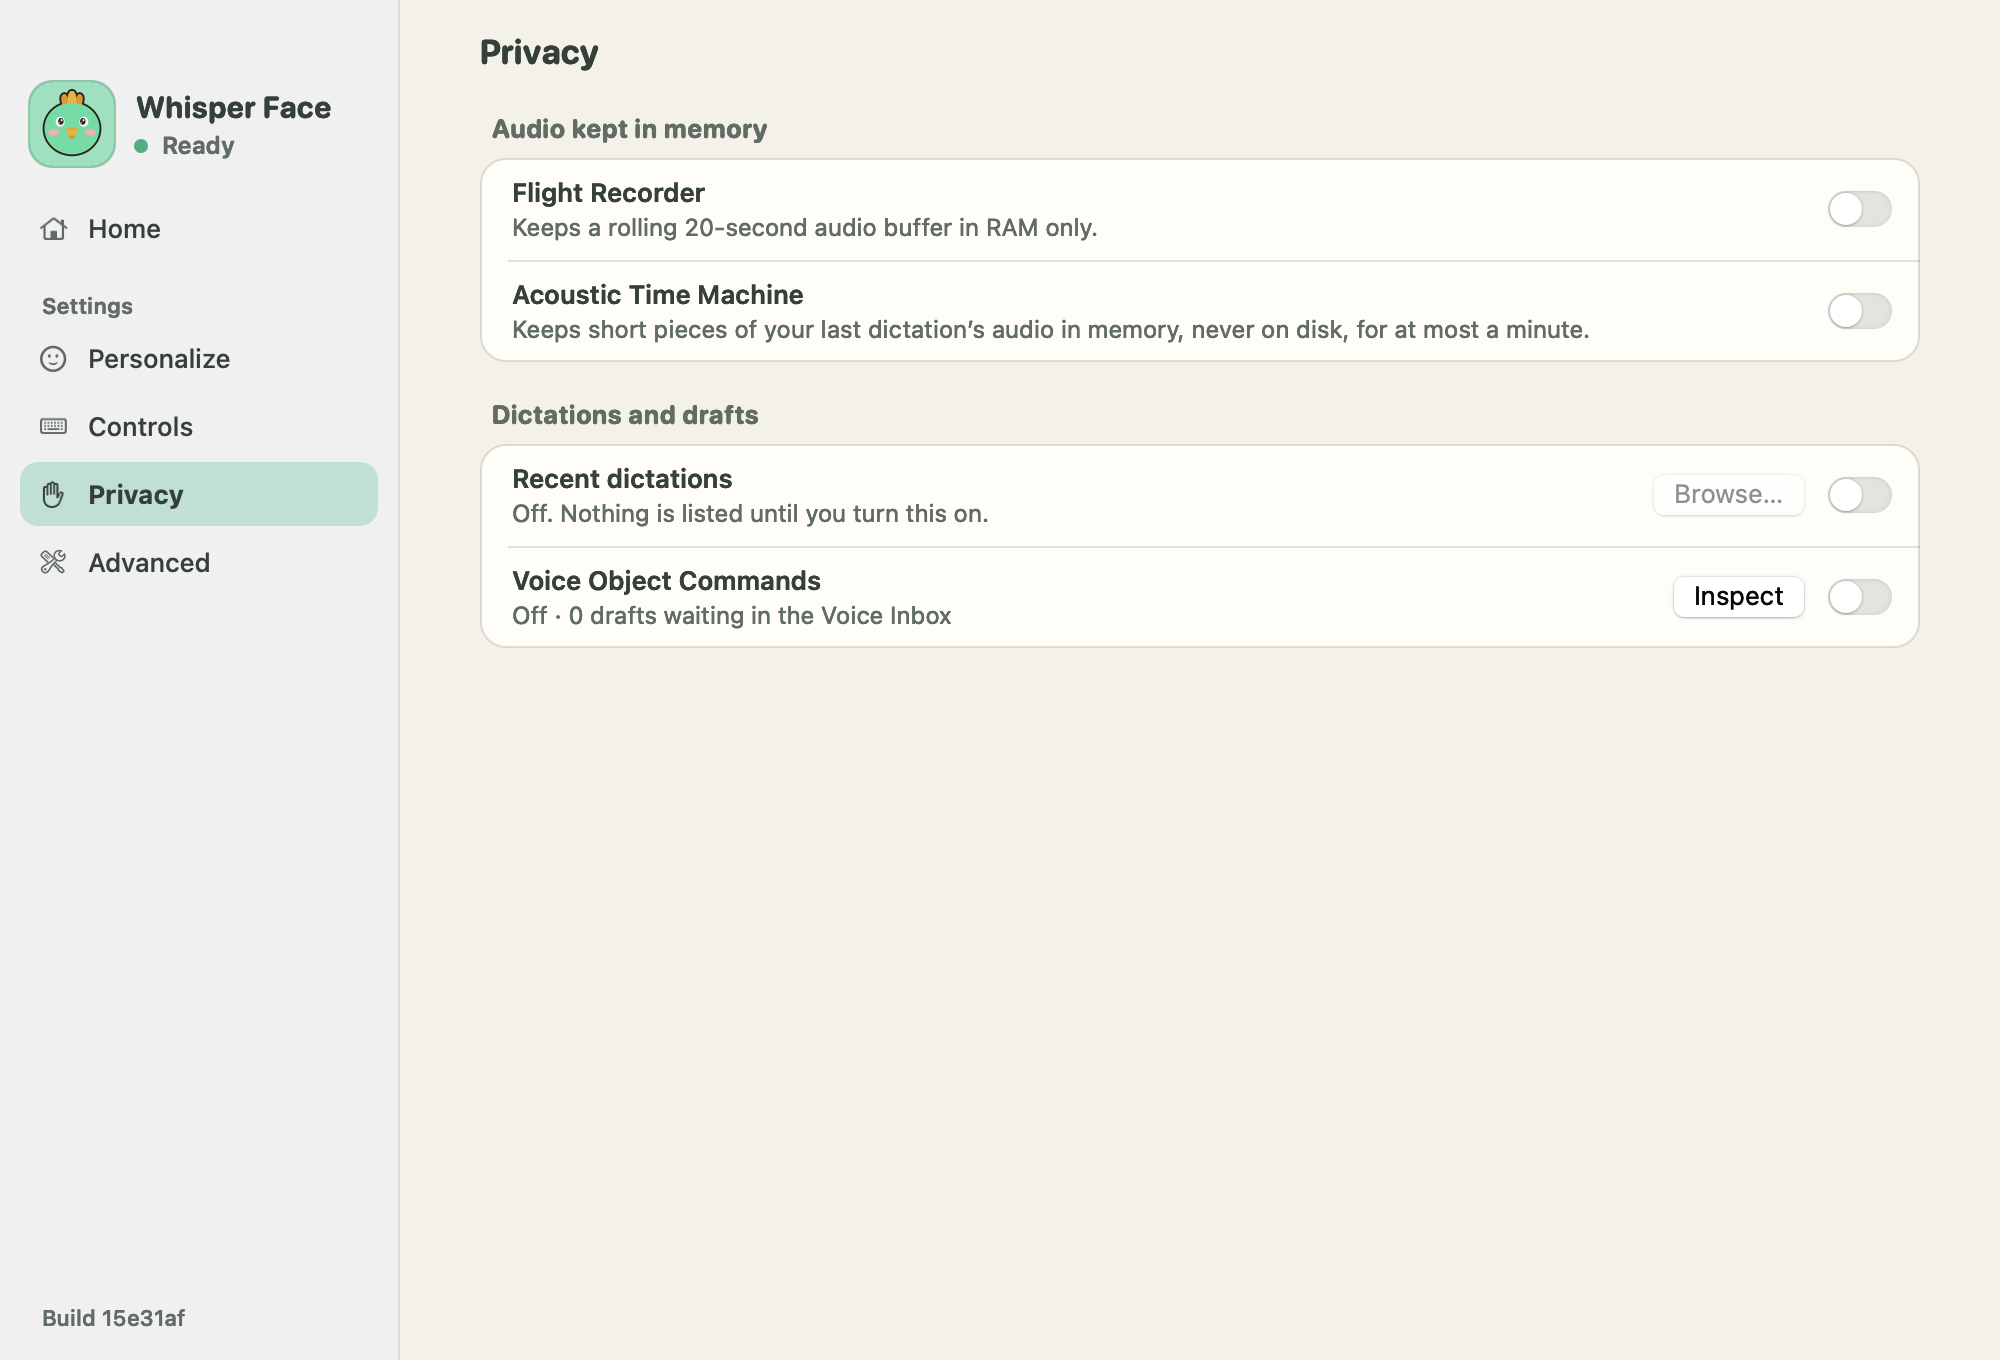 Whisper Face
Ready
Home
Settings
Personalize
Controls
Privacy
Advanced
Build 15e31af
Privacy
Audio kept in memory
Flight Recorder
Keeps a rolling 20-second audio buffer in RAM only.
Acoustic Time Machine
Keeps short pieces of your last dictation’s audio in memory, never on disk, for at most a minute.
Dictations and drafts
Recent dictations
Off. Nothing is listed until you turn this on.
Browse...
Voice Object Commands
Off · 0 drafts waiting in the Voice Inbox
Inspect